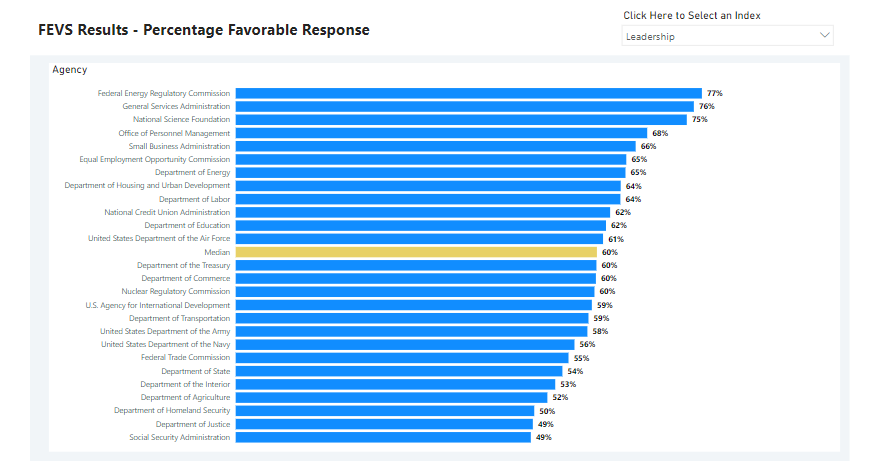 Click Here to Select an Index
FEVS Results - Percentage Favorable Response
Leadership
Agency
Federal Energy Regulatory Commission 77%
General Services Administration 76%
National Science Foundation 75%
Office of Personnel Management 68%
Small Business Administration 66%
Equal Employment Opportunity Commission 65%
Department of Energy 65%
Department of Housing and Urban Development 64%
Department of Labor 64%
National Credit Union Administration 62%
Department of Education 62%
United States Department of the Air Force 61%
Median 60%
Department of the Treasury 60%
Department of Commerce 60%
Nuclear Regulatory Commission 60%
U.S. Agency for International Development 59%
Department of Transportation 59%
United States Department of the Army 58%
United States Department of the Navy 56%
Federal Trade Commission 55%
Department of State 54%
Department of the Interior 53%
Department of Agriculture 52%
Department of Homeland Security 50%
Department of Justice 49%
Social Security Administration 49%